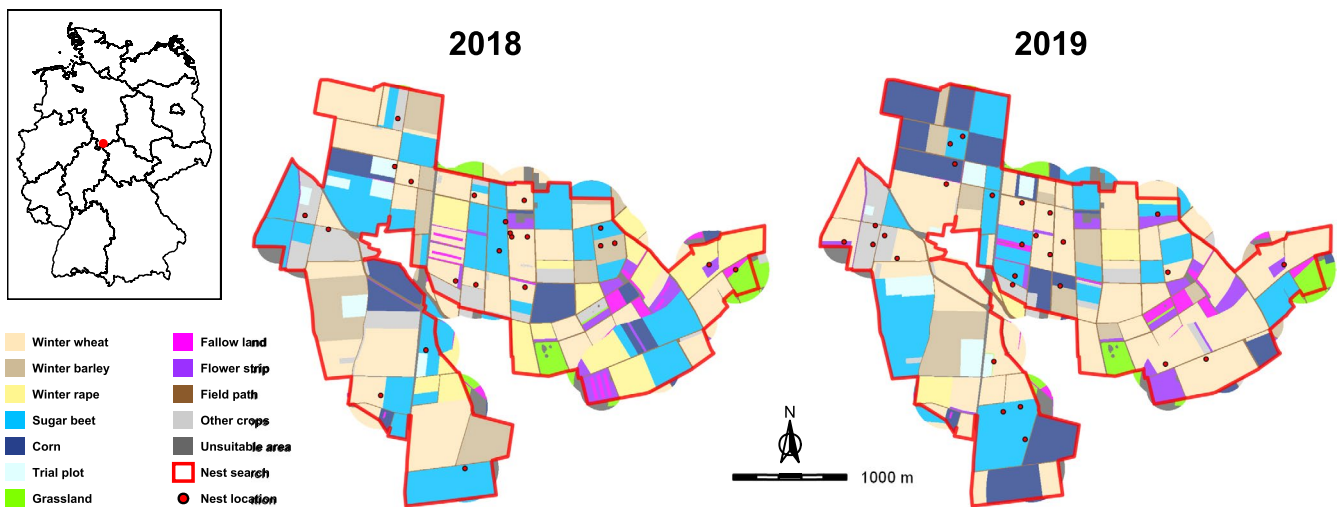 2018
2019
Winter wheat
Winter barley
Winter rape
Sugar beet
Corn
Trial plot
Grassland
Fallow land
Flower strip
Field path
Other crops
Unsuitable area
Nest search
Nest location
N
1000 m